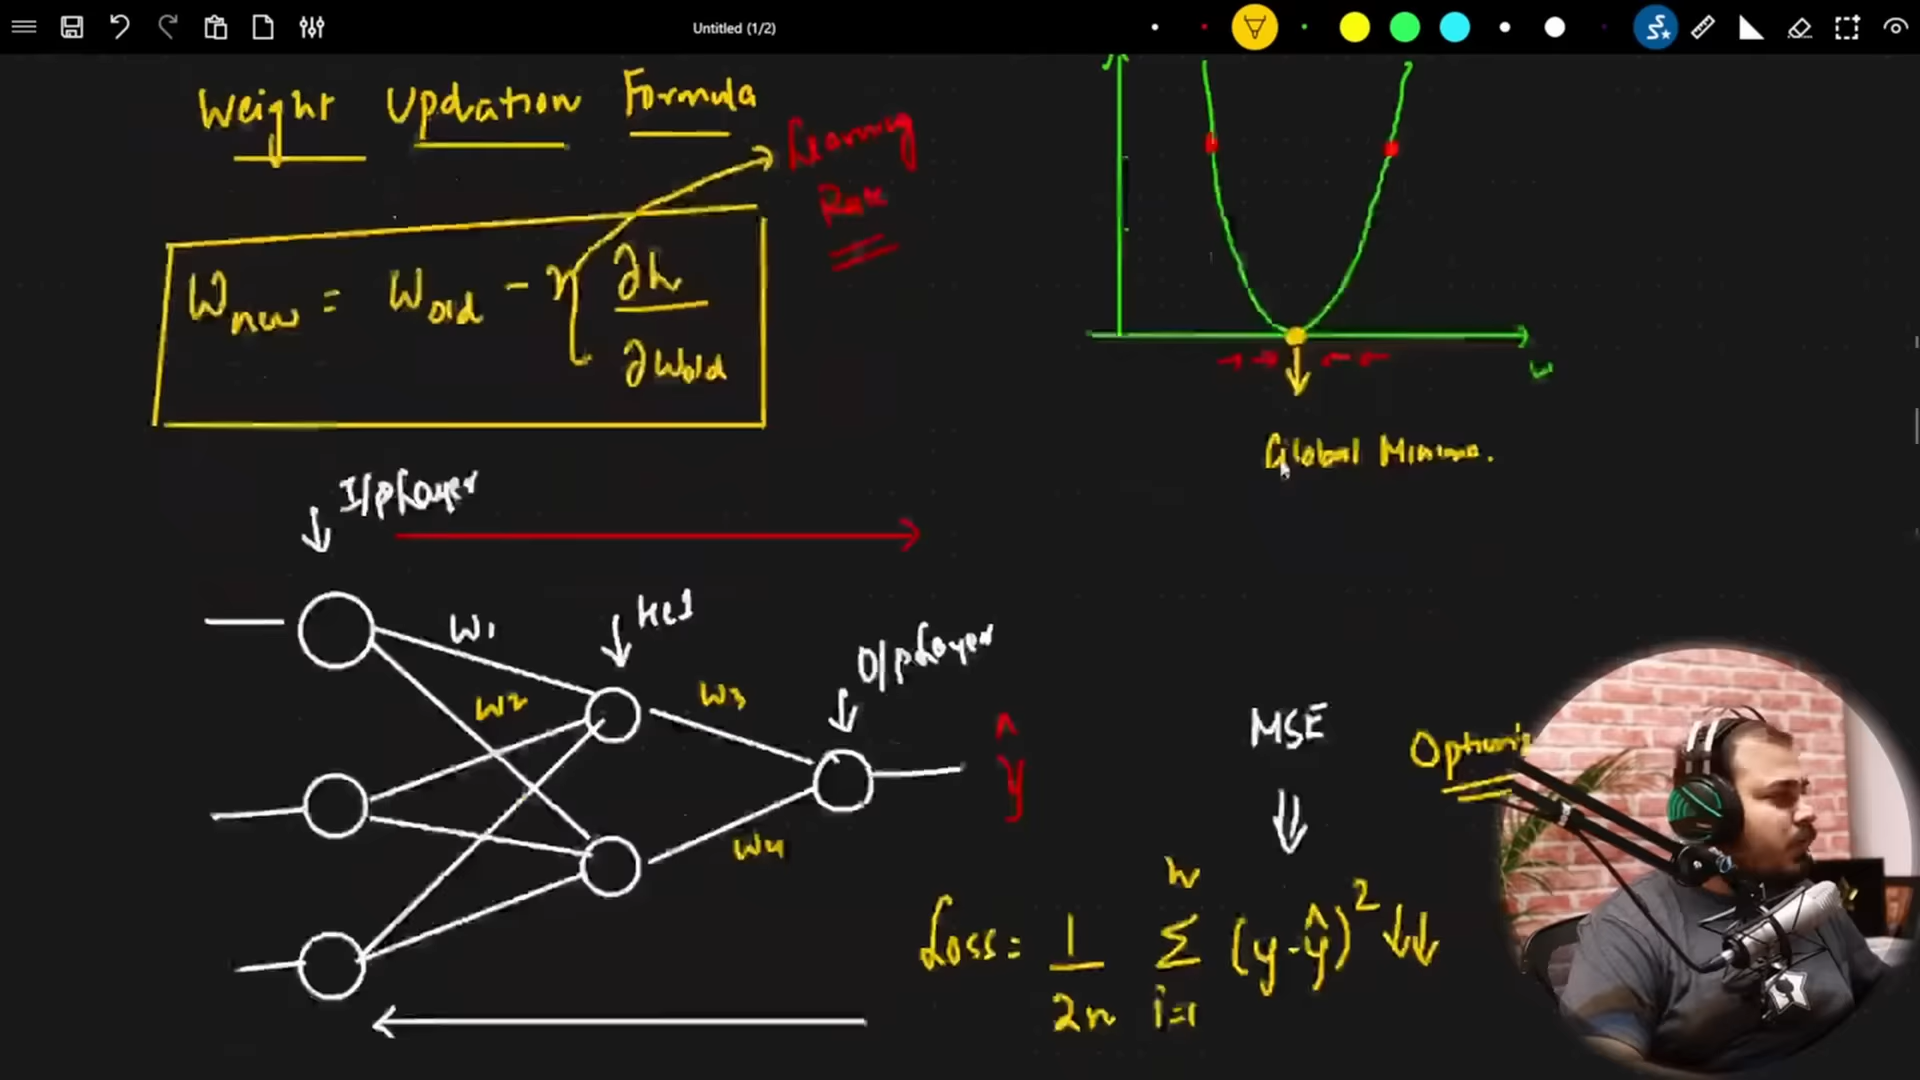 Untitled (1/2)
Weight Updation Formula
Learning
Rate
Wnew = Wold - η ∂L
∂Wold
w
Global Minima.
I/p Layer
HL1
O/p Layer
W1
W2
W3
W4
ŷ
MSE
Loss = 1/2n Σ i=1 n (y-ŷ)²